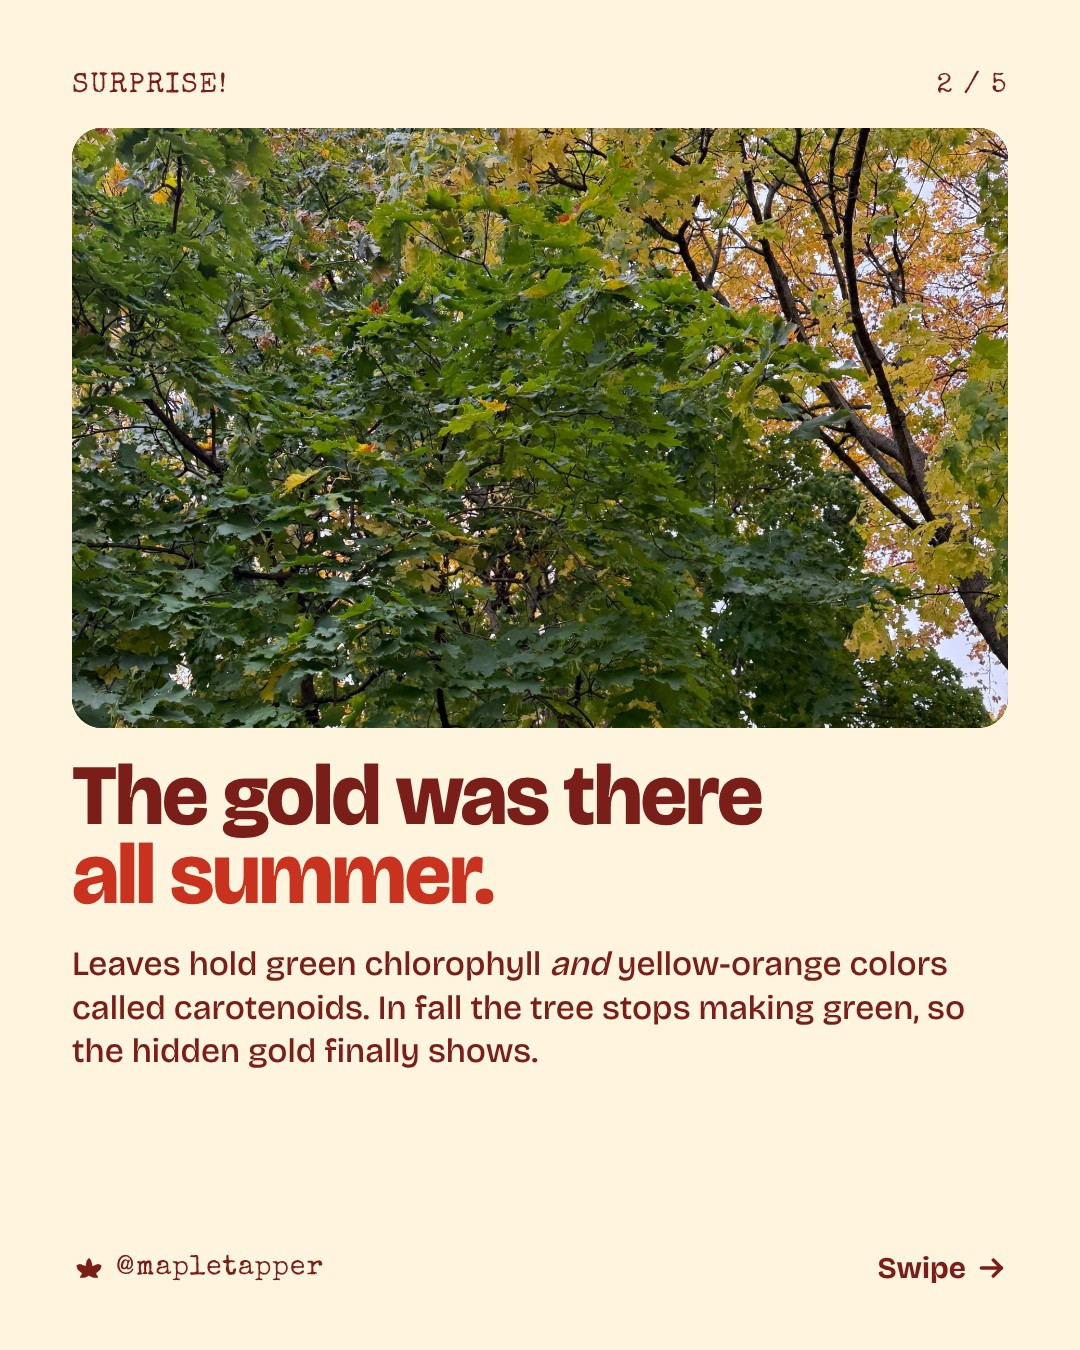 SURPRISE!
2 / 5
The gold was there
all summer.
Leaves hold green chlorophyll and yellow-orange colors
called carotenoids. In fall the tree stops making green, so
the hidden gold finally shows.
@mapletapper
Swipe →